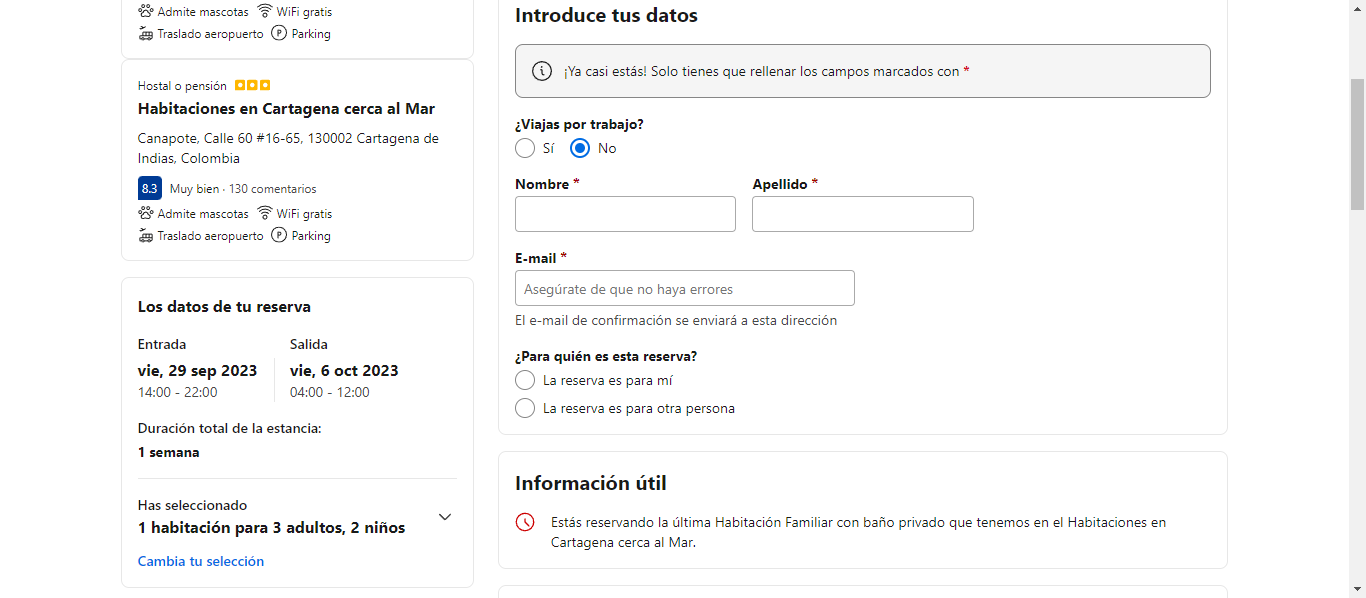 Admite mascotas WiFi gratis
Traslado aeropuerto P Parking
Hostal o pensión
Habitaciones en Cartagena cerca al Mar
Canapote, Calle 60 #16-65, 130002 Cartagena de
Indias, Colombia
8.3 Muy bien · 130 comentarios
Admite mascotas WiFi gratis
Traslado aeropuerto P Parking
Los datos de tu reserva
Entrada Salida
vie, 29 sep 2023 vie, 6 oct 2023
14:00 - 22:00 04:00 - 12:00
Duración total de la estancia:
1 semana
Has seleccionado
1 habitación para 3 adultos, 2 niños
Cambia tu selección
Introduce tus datos
¡Ya casi estás! Solo tienes que rellenar los campos marcados con *
¿Viajas por trabajo?
Sí No
Nombre * Apellido *
E-mail *
Asegúrate de que no haya errores
El e-mail de confirmación se enviará a esta dirección
¿Para quién es esta reserva?
La reserva es para mí
La reserva es para otra persona
Información útil
Estás reservando la última Habitación Familiar con baño privado que tenemos en el Habitaciones en
Cartagena cerca al Mar.